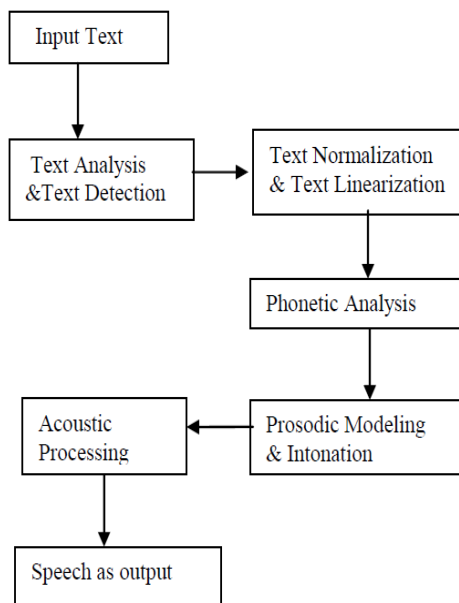 Input Text
Text Analysis
&Text Detection
Text Normalization
& Text Linearization
Phonetic Analysis
Prosodic Modeling
& Intonation
Acoustic
Processing
Speech as output